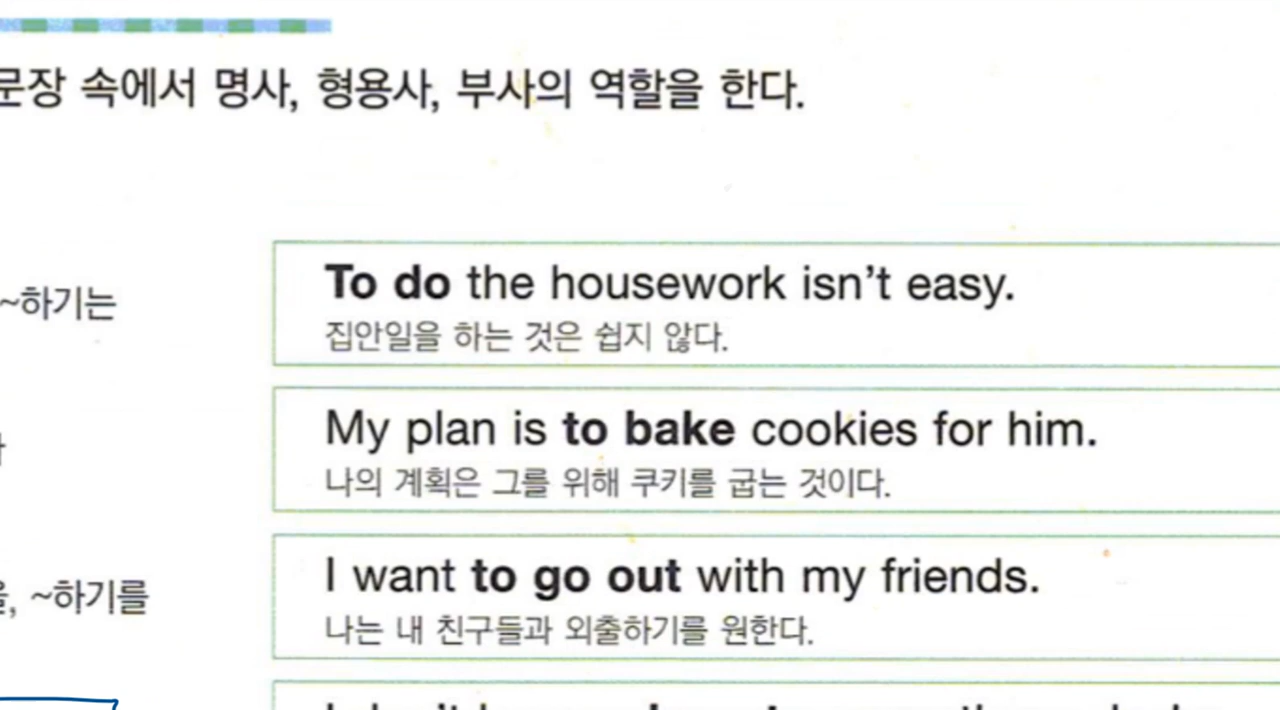 문장 속에서 명사, 형용사, 부사의 역할을 한다.
~하기는
To do the housework isn't easy.
집안일을 하는 것은 쉽지 않다.
My plan is to bake cookies for him.
나의 계획은 그를 위해 쿠키를 굽는 것이다.
~하기를
I want to go out with my friends.
나는 내 친구들과 외출하기를 원한다.